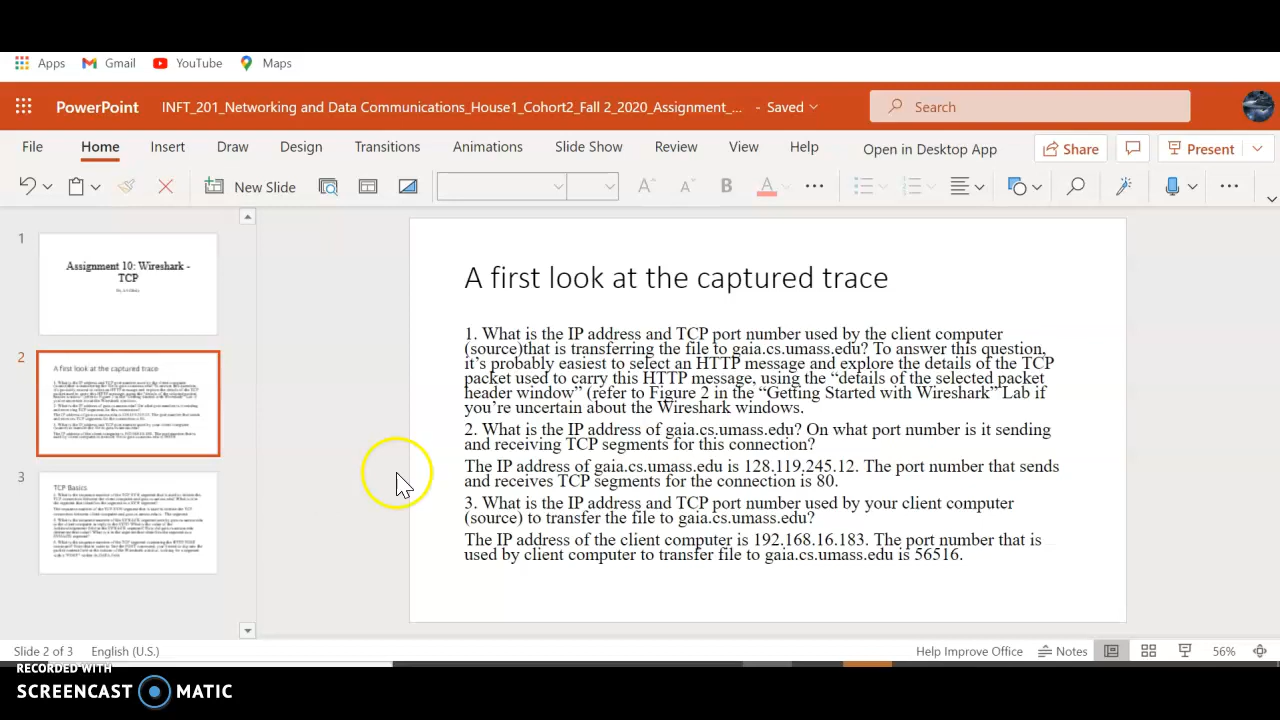 Apps Gmail YouTube Maps
PowerPoint INFT_201_Networking and Data Communications_House1_Cohort2_Fall 2_2020_Assignment_... - Saved Search
File Home Insert Draw Design Transitions Animations Slide Show Review View Help Open in Desktop App Share Present
New Slide B A
1
Assignment 10: Wireshark -
TCP
2
A first look at the captured trace
3
TCP Basics
A first look at the captured trace
1. What is the IP address and TCP port number used by the client computer
(source)that is transferring the file to gaia.cs.umass.edu? To answer this question,
it's probably easiest to select an HTTP message and explore the details of the TCP
packet used to carry this HTTP message, using the “details of the selected packet
header window” (refer to Figure 2 in the “Getting Started with Wireshark” Lab if
you're uncertain about the Wireshark windows.
2. What is the IP address of gaia.cs.umass.edu? On what port number is it sending
and receiving TCP segments for this connection?
The IP address of gaia.cs.umass.edu is 128.119.245.12. The port number that sends
and receives TCP segments for the connection is 80.
3. What is the IP address and TCP port number used by your client computer
(source) to transfer the file to gaia.cs.umass.edu?
The IP address of the client computer is 192.168.16.183. The port number that is
used by client computer to transfer file to gaia.cs.umass.edu is 56516.
Slide 2 of 3 English (U.S.) Help Improve Office Notes 56%
RECORDED WITH
SCREENCAST MATIC